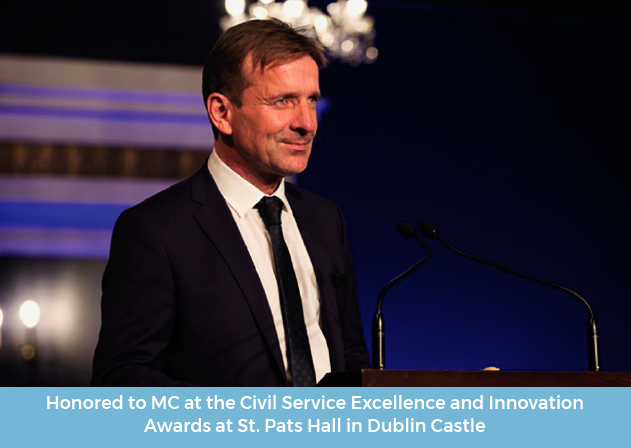 Honored to MC at the Civil Service Excellence and Innovation
Awards at St. Pats Hall in Dublin Castle